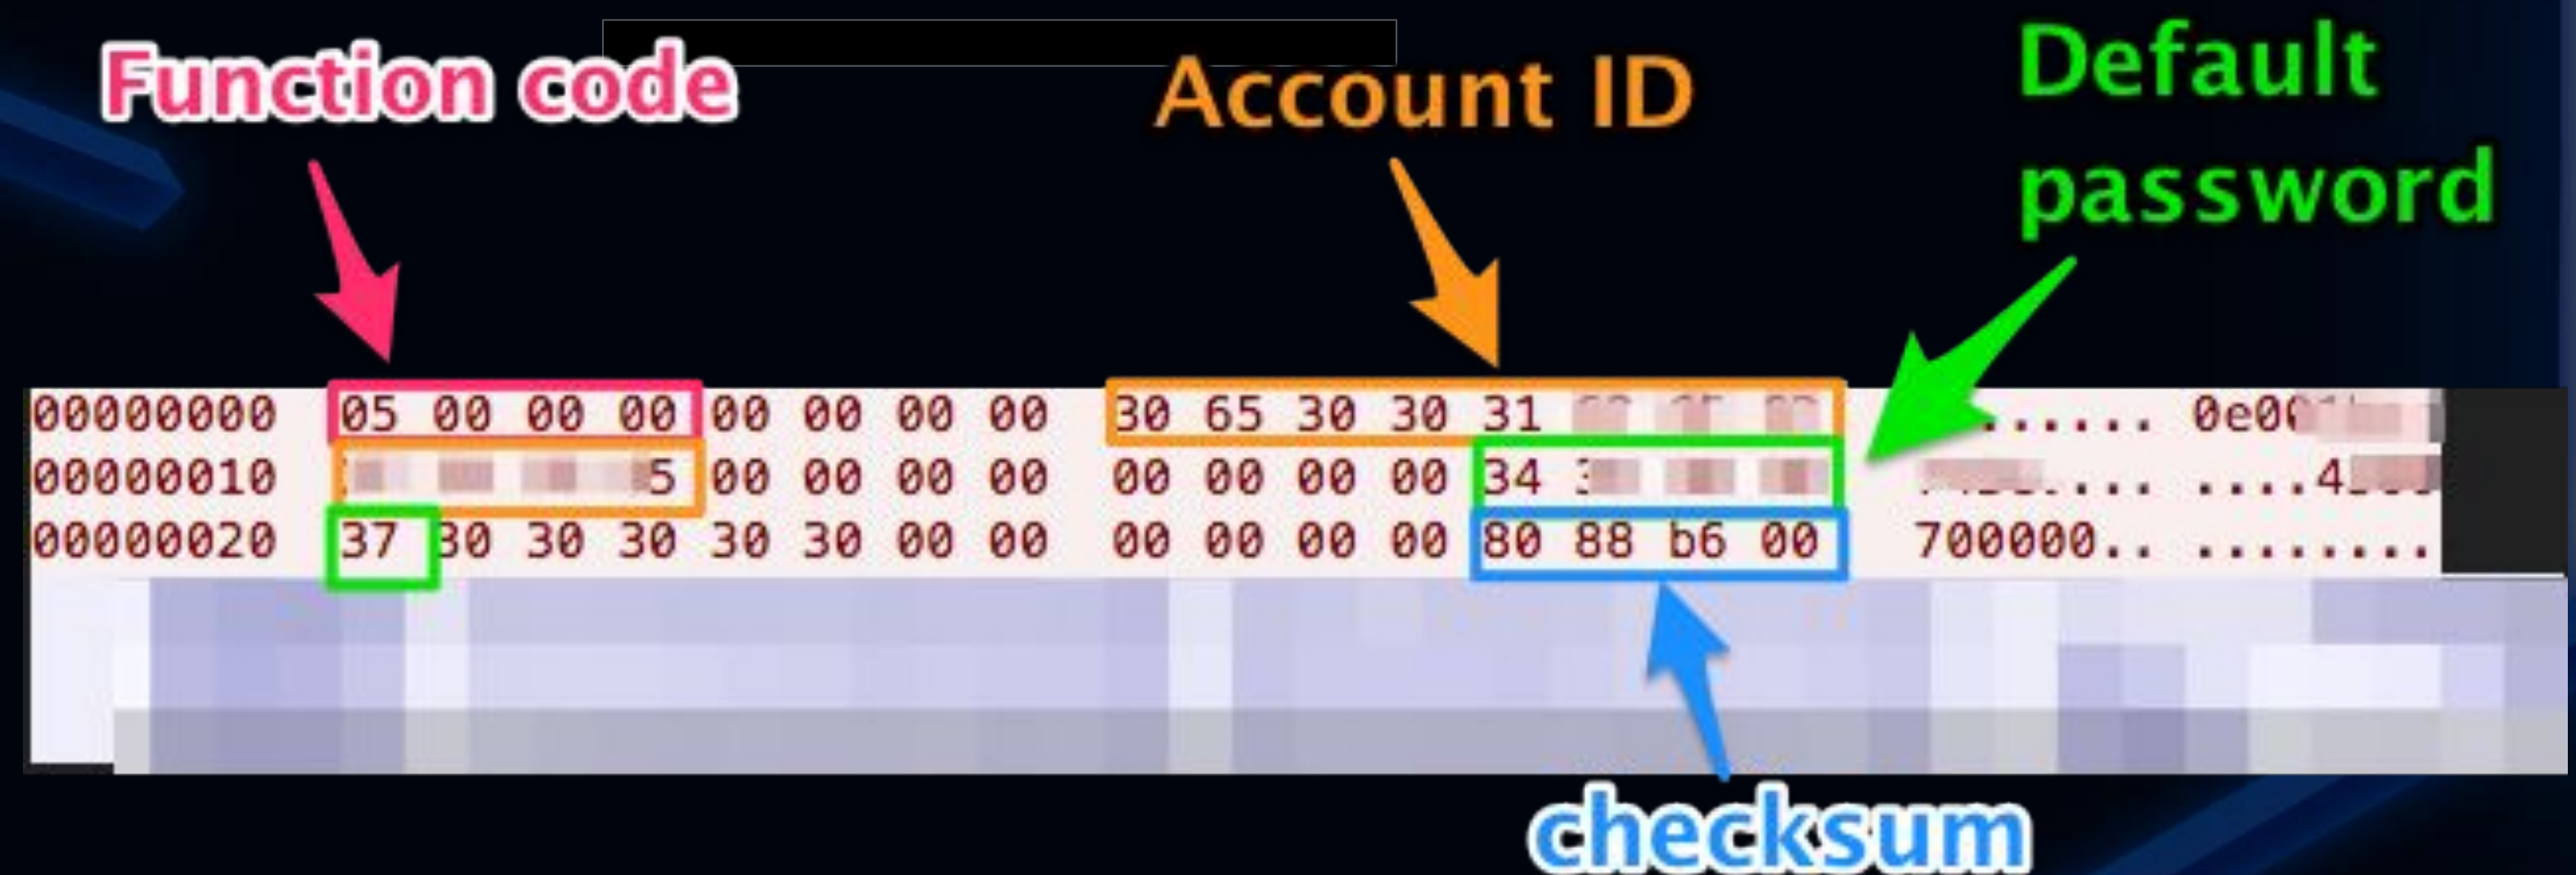 Function code
Account ID
Default
password
00000000 05 00 00 00 00 00 00 00 30 65 30 30 31 ...... 0e0
00000010 5 00 00 00 00 00 00 00 00 34 ... ....4
00000020 37 30 30 30 30 30 00 00 00 00 00 00 80 88 b6 00 700000.. ........
checksum